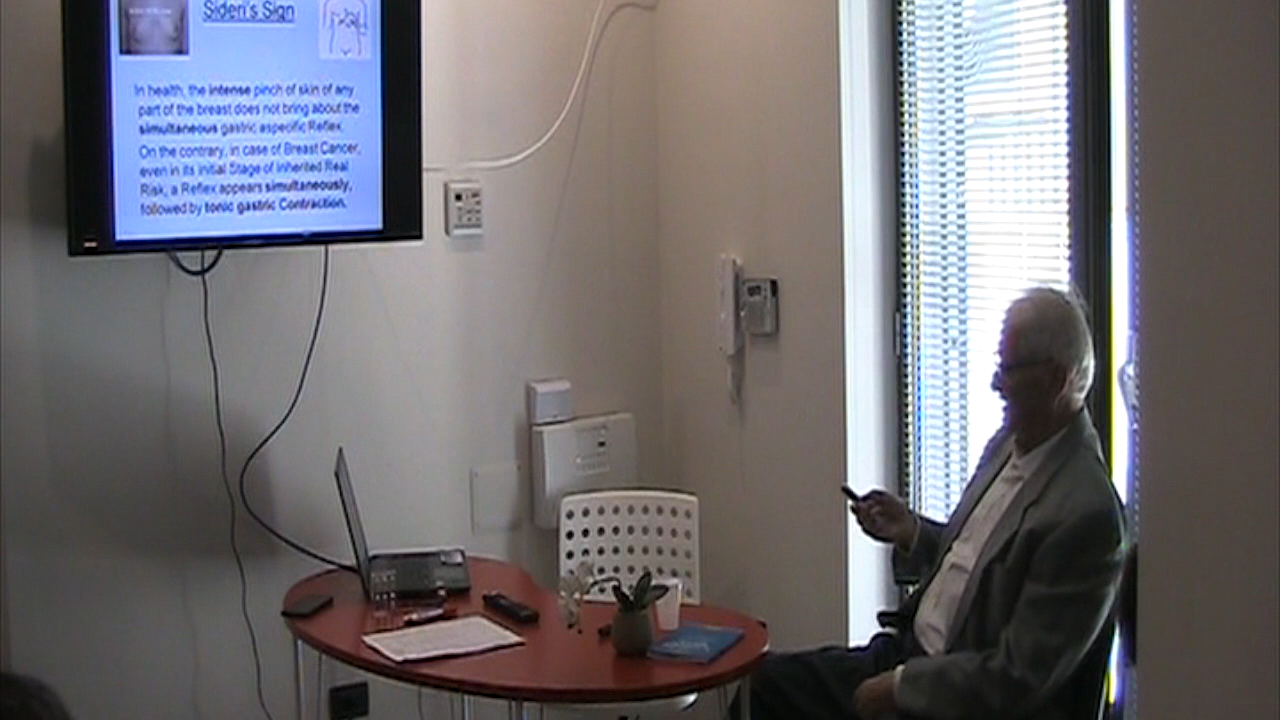 Siden's Sign
In health, the intense pinch of skin of any
part of the breast does not bring about the
simultaneous gastric aspecific Reflex.
On the contrary, in case of Breast Cancer,
even in its initial Stage of Inherited Real
Risk, a Reflex appears simultaneously,
followed by tonic gastric Contraction.